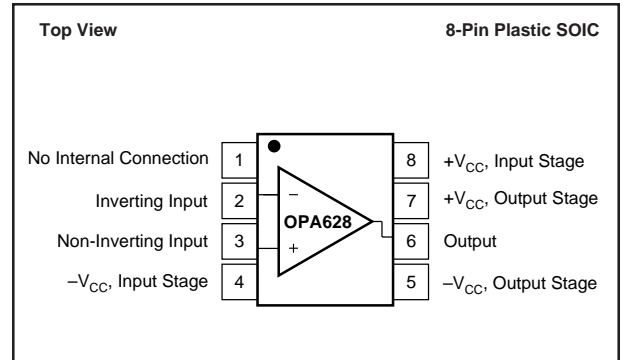 Top View
8-Pin Plastic SOIC
No Internal Connection 1
Inverting Input 2
Non-Inverting Input 3
–VCC, Input Stage 4
–
OPA628
+
8 +VCC, Input Stage
7 +VCC, Output Stage
6 Output
5 –VCC, Output Stage